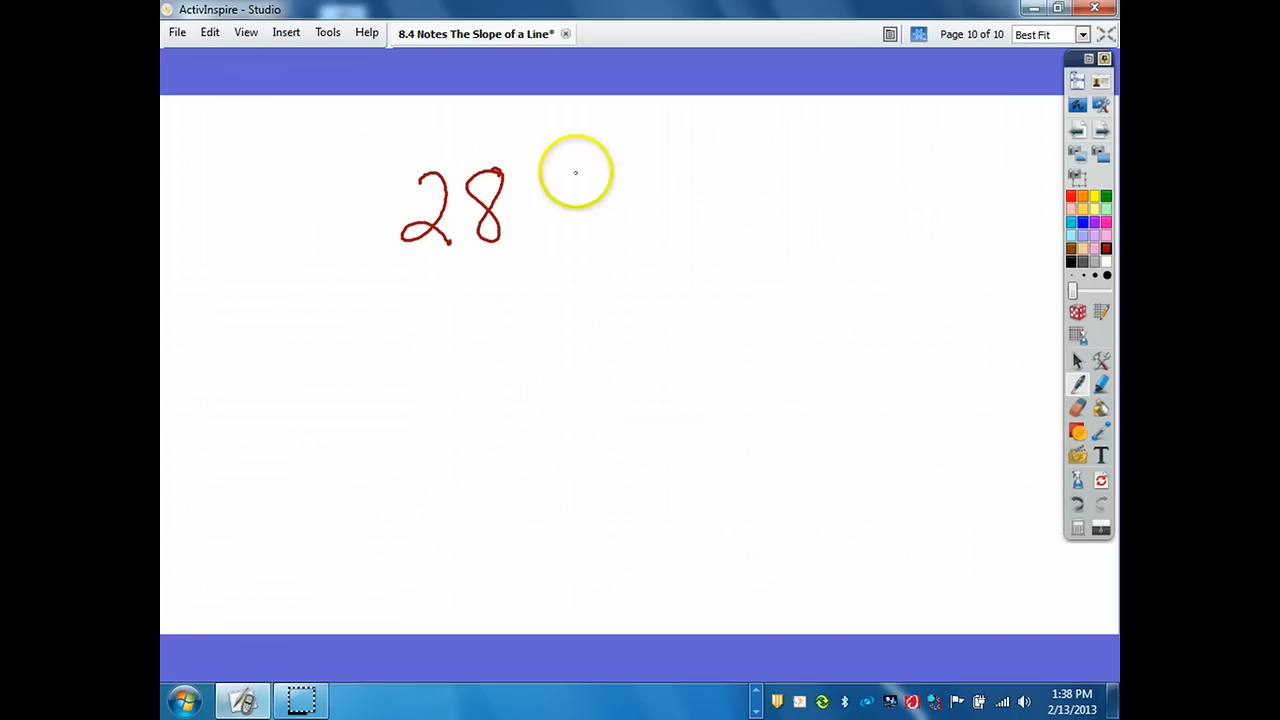 ActivInspire - Studio
File Edit View Insert Tools Help 8.4 Notes The Slope of a Line* Page 10 of 10 Best Fit
28
T
1:38 PM
2/13/2013